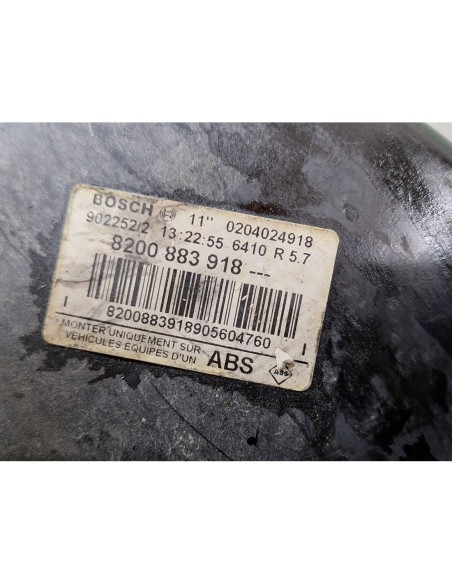 BOSCH 11'' 0204024918
902252/2 13:22:55 6410 R 5.7
8200 883 918 ---
I 8200883918905604760 I
MONTER UNIQUEMENT SUR
VEHICULES EQUIPES D'UN ABS
ABS